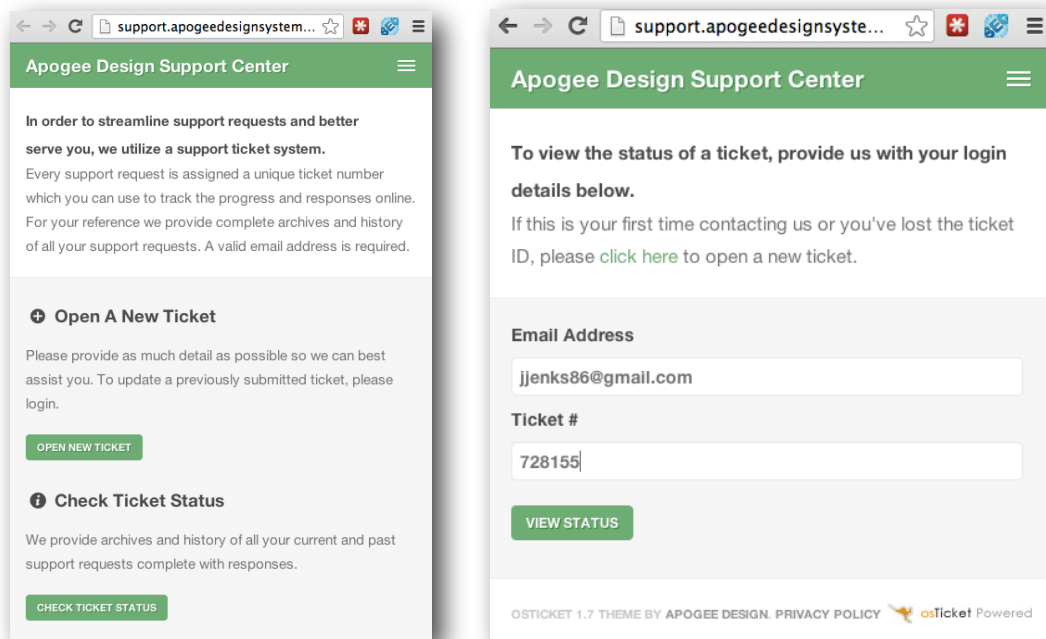 support.apogeedesignsystem...
Apogee Design Support Center
In order to streamline support requests and better
serve you, we utilize a support ticket system.
Every support request is assigned a unique ticket number
which you can use to track the progress and responses online.
For your reference we provide complete archives and history
of all your support requests. A valid email address is required.
Open A New Ticket
Please provide as much detail as possible so we can best
assist you. To update a previously submitted ticket, please
login.
OPEN NEW TICKET
Check Ticket Status
We provide archives and history of all your current and past
support requests complete with responses.
CHECK TICKET STATUS
support.apogeedesignsyste...
Apogee Design Support Center
To view the status of a ticket, provide us with your login
details below.
If this is your first time contacting us or you've lost the ticket
ID, please click here to open a new ticket.
Email Address
jjenks86@gmail.com
Ticket #
728155
VIEW STATUS
OSTICKET 1.7 THEME BY APOGEE DESIGN. PRIVACY POLICY osTicket Powered